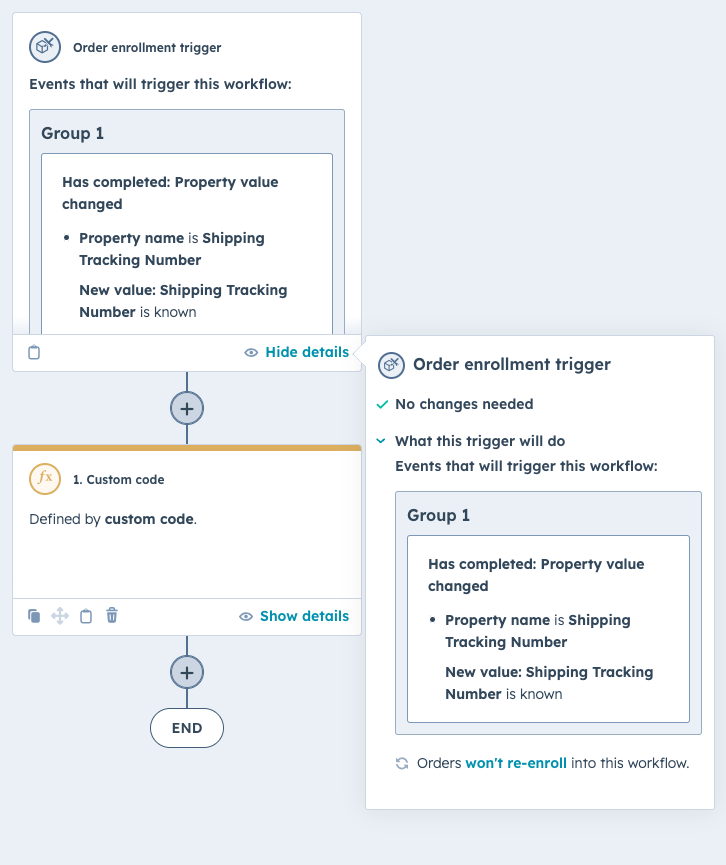 Order enrollment trigger
Events that will trigger this workflow:
Group 1
Has completed: Property value
changed
• Property name is Shipping
Tracking Number
New value: Shipping Tracking
Number is known
Hide details
+
fx
1. Custom code
Defined by custom code.
Show details
+
END
Order enrollment trigger
No changes needed
What this trigger will do
Events that will trigger this workflow:
Group 1
Has completed: Property value
changed
• Property name is Shipping
Tracking Number
New value: Shipping Tracking
Number is known
Orders won't re-enroll into this workflow.